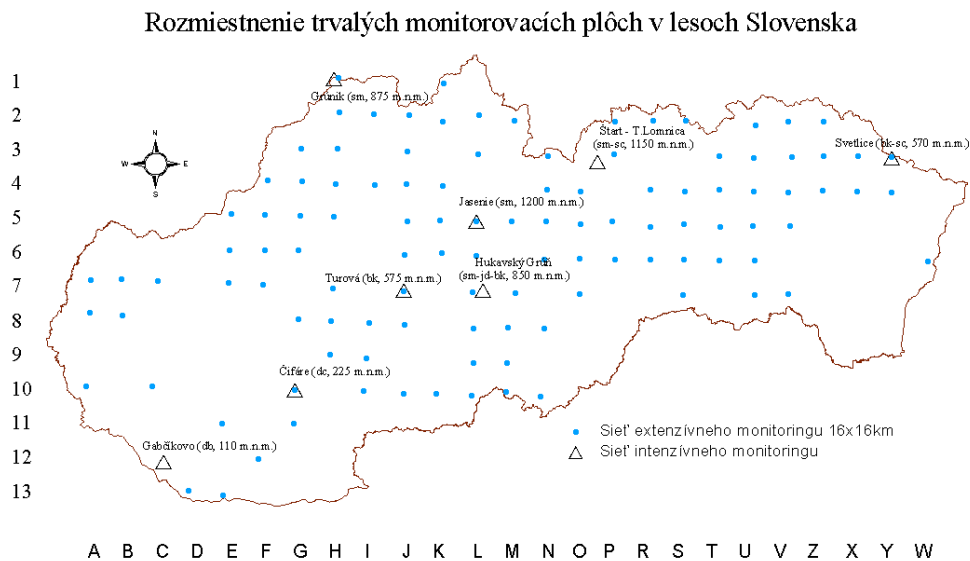 Rozmiestnenie trvalých monitorovacích plôch v lesoch Slovenska
1
Grúnik (sm, 875 m.n.m.)
2
N
Štart - T.Lomnica
(sm-sc, 1150 m.n.m.)
Svetlice (bk-sc, 570 m.n.m.)
3
W E
S
4
Jasenie (sm, 1200 m.n.m.)
5
6
Hukavský Grúň
(sm-jd-bk, 850 m.n.m.)
Turová (bk, 575 m.n.m.)
7
8
9
Čifáre (dc, 225 m.n.m.)
10
11
Sieť extenzívneho monitoringu 16x16km
Gabčíkovo (db, 110 m.n.m.)
Sieť intenzívneho monitoringu
12
13
A B C D E F G H I J K L M N O P R S T U V Z X Y W